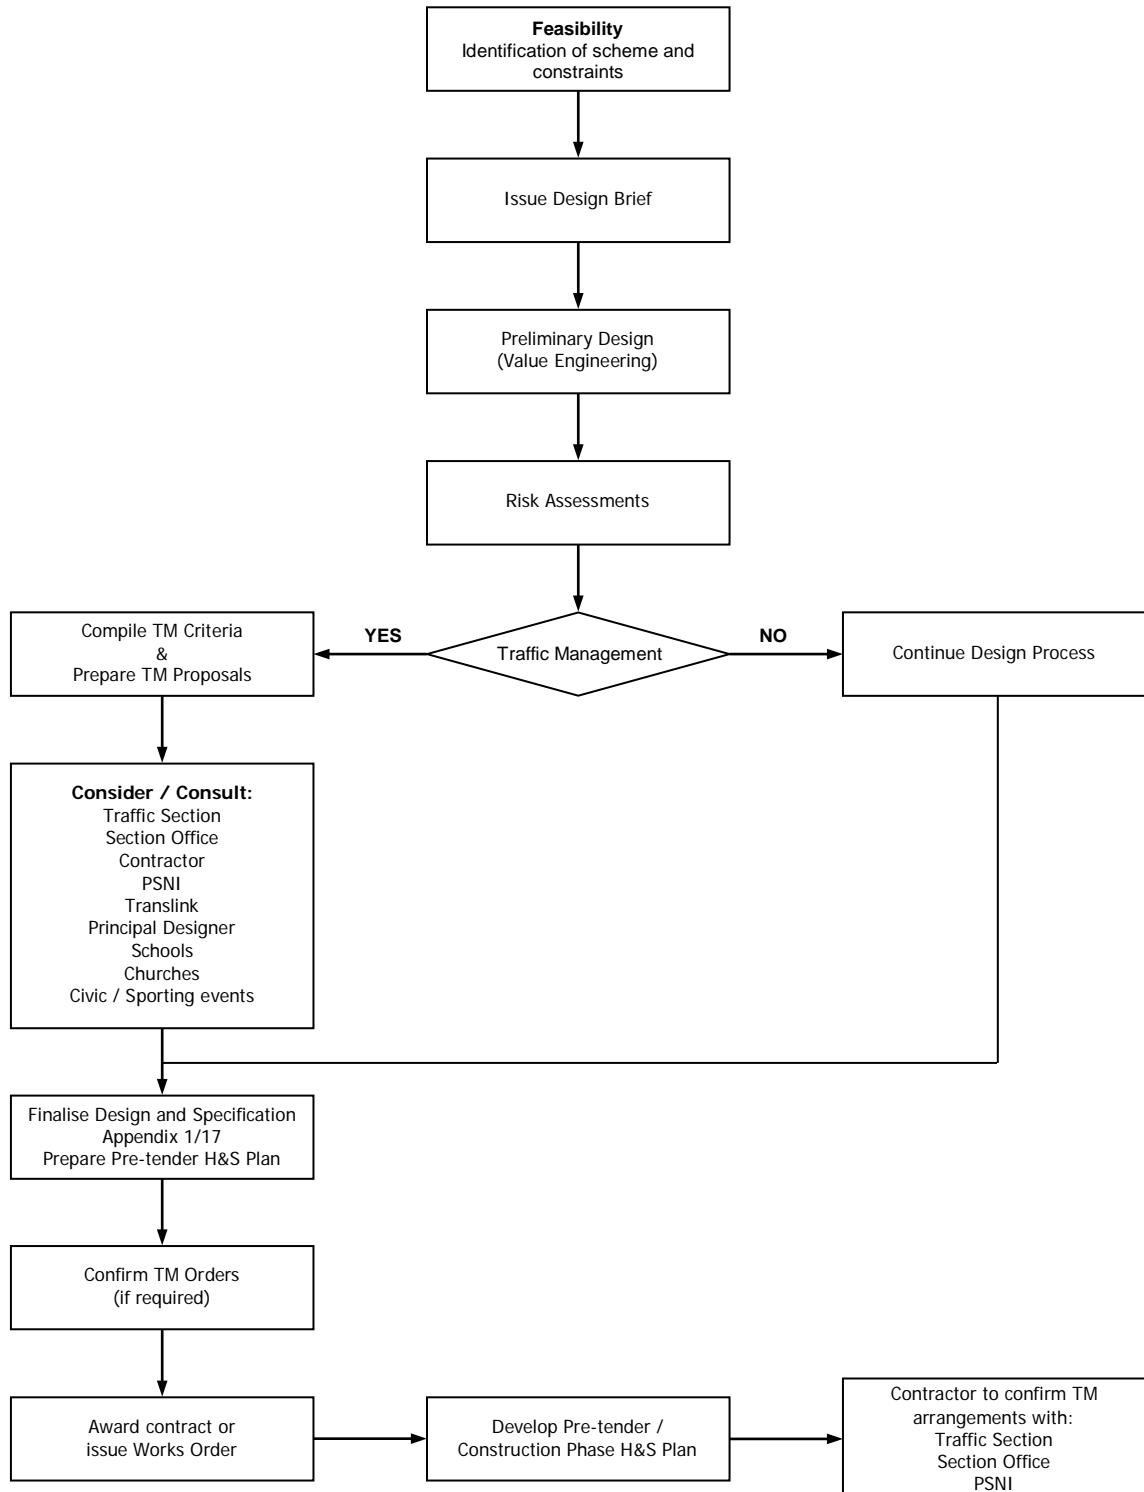 Feasibility
Identification of scheme and
constraints
Issue Design Brief
Preliminary Design
(Value Engineering)
Risk Assessments
Compile TM Criteria
&
Prepare TM Proposals
YES
Traffic Management
NO
Continue Design Process
Consider / Consult:
Traffic Section
Section Office
Contractor
PSNI
Translink
Principal Designer
Schools
Churches
Civic / Sporting events
Finalise Design and Specification
Appendix 1/17
Prepare Pre-tender H&S Plan
Confirm TM Orders
(if required)
Award contract or
issue Works Order
Develop Pre-tender /
Construction Phase H&S Plan
Contractor to confirm TM
arrangements with:
Traffic Section
Section Office
PSNI